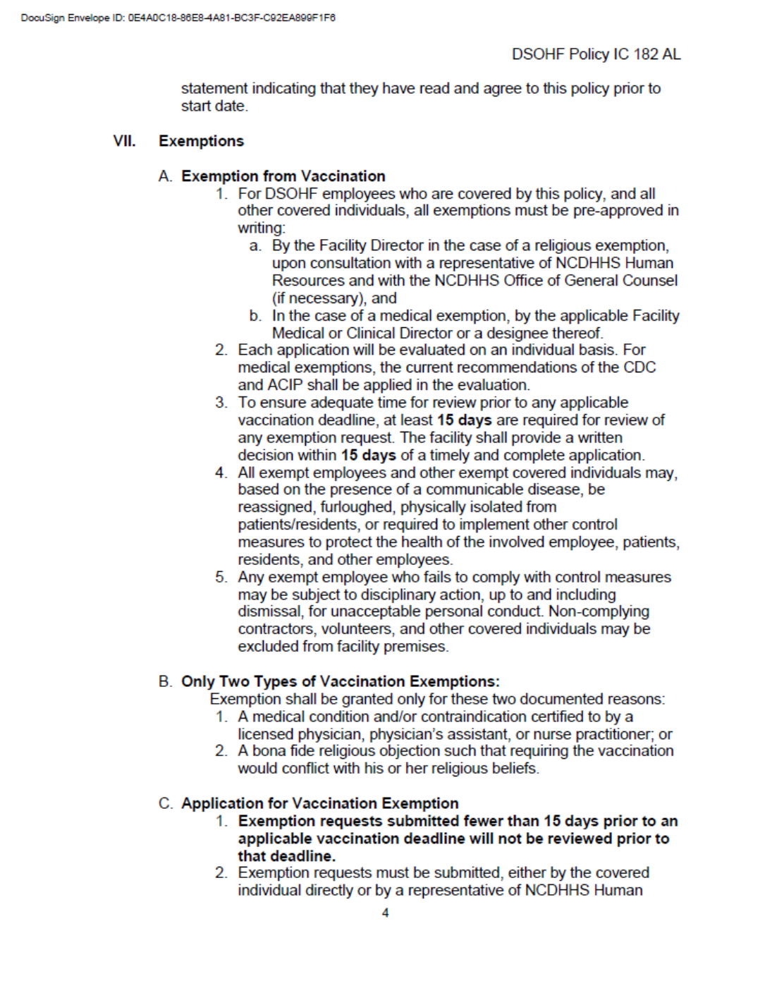 DocuSign Envelope ID: 0E4A0C18-86E8-4A81-BC3F-C92EA899F1F6
DSOHF Policy IC 182 AL
statement indicating that they have read and agree to this policy prior to
start date.
VII. Exemptions
A. Exemption from Vaccination
1. For DSOHF employees who are covered by this policy, and all
other covered individuals, all exemptions must be pre-approved in
writing:
a. By the Facility Director in the case of a religious exemption,
upon consultation with a representative of NCDHHS Human
Resources and with the NCDHHS Office of General Counsel
(if necessary), and
b. In the case of a medical exemption, by the applicable Facility
Medical or Clinical Director or a designee thereof.
2. Each application will be evaluated on an individual basis. For
medical exemptions, the current recommendations of the CDC
and ACIP shall be applied in the evaluation.
3. To ensure adequate time for review prior to any applicable
vaccination deadline, at least 15 days are required for review of
any exemption request. The facility shall provide a written
decision within 15 days of a timely and complete application.
4. All exempt employees and other exempt covered individuals may,
based on the presence of a communicable disease, be
reassigned, furloughed, physically isolated from
patients/residents, or required to implement other control
measures to protect the health of the involved employee, patients,
residents, and other employees.
5. Any exempt employee who fails to comply with control measures
may be subject to disciplinary action, up to and including
dismissal, for unacceptable personal conduct. Non-complying
contractors, volunteers, and other covered individuals may be
excluded from facility premises.
B. Only Two Types of Vaccination Exemptions:
Exemption shall be granted only for these two documented reasons:
1. A medical condition and/or contraindication certified to by a
licensed physician, physician's assistant, or nurse practitioner; or
2. A bona fide religious objection such that requiring the vaccination
would conflict with his or her religious beliefs.
C. Application for Vaccination Exemption
1. Exemption requests submitted fewer than 15 days prior to an
applicable vaccination deadline will not be reviewed prior to
that deadline.
2. Exemption requests must be submitted, either by the covered
individual directly or by a representative of NCDHHS Human
4